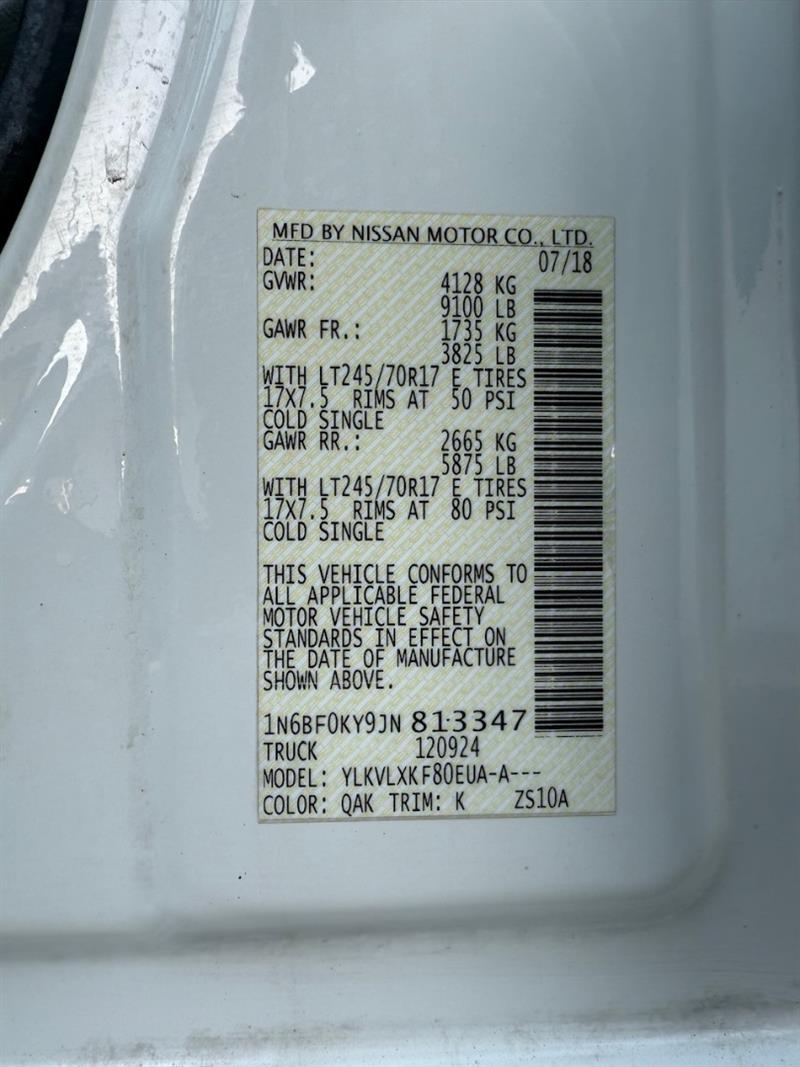 MFD BY NISSAN MOTOR CO., LTD.
DATE: 07/18
GVWR: 4128 KG
9100 LB
GAWR FR.: 1735 KG
3825 LB
WITH LT245/70R17 E TIRES
17X7.5 RIMS AT 50 PSI
COLD SINGLE
GAWR RR.: 2665 KG
5875 LB
WITH LT245/70R17 E TIRES
17X7.5 RIMS AT 80 PSI
COLD SINGLE
THIS VEHICLE CONFORMS TO
ALL APPLICABLE FEDERAL
MOTOR VEHICLE SAFETY
STANDARDS IN EFFECT ON
THE DATE OF MANUFACTURE
SHOWN ABOVE.
1N6BF0KY9JN 813347
TRUCK 120924
MODEL: YLKVLXKF80EUA-A---
COLOR: QAK TRIM: K ZS10A